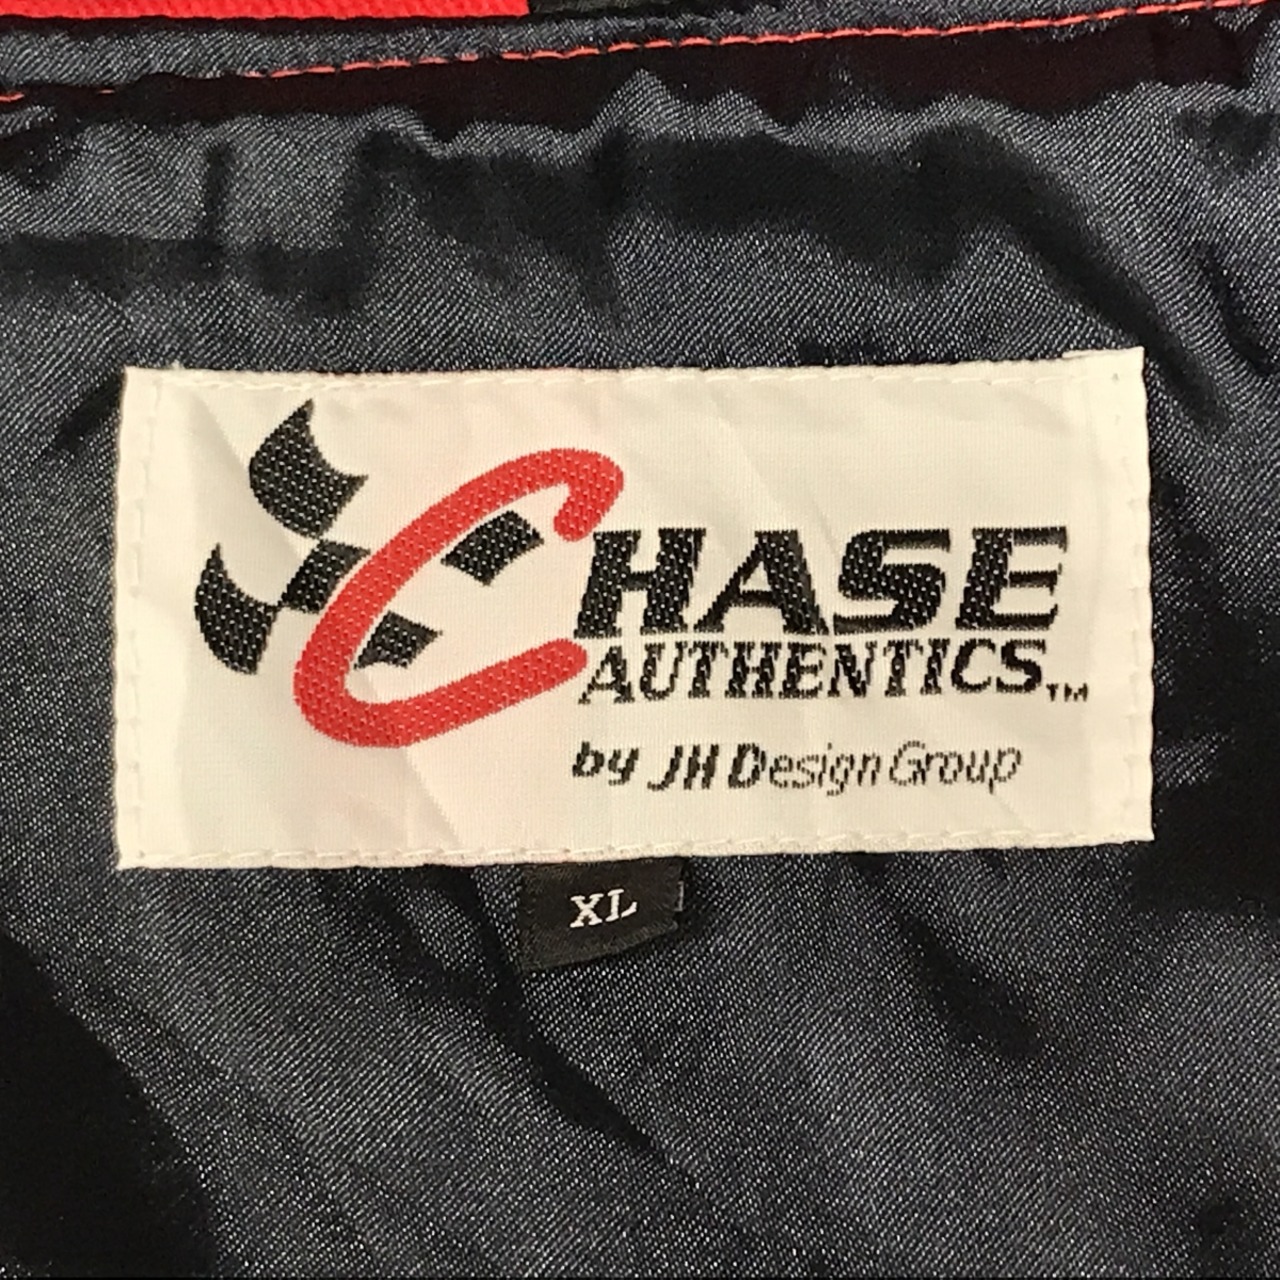 CHASE
AUTHENTICS™
by JH Design Group
XL